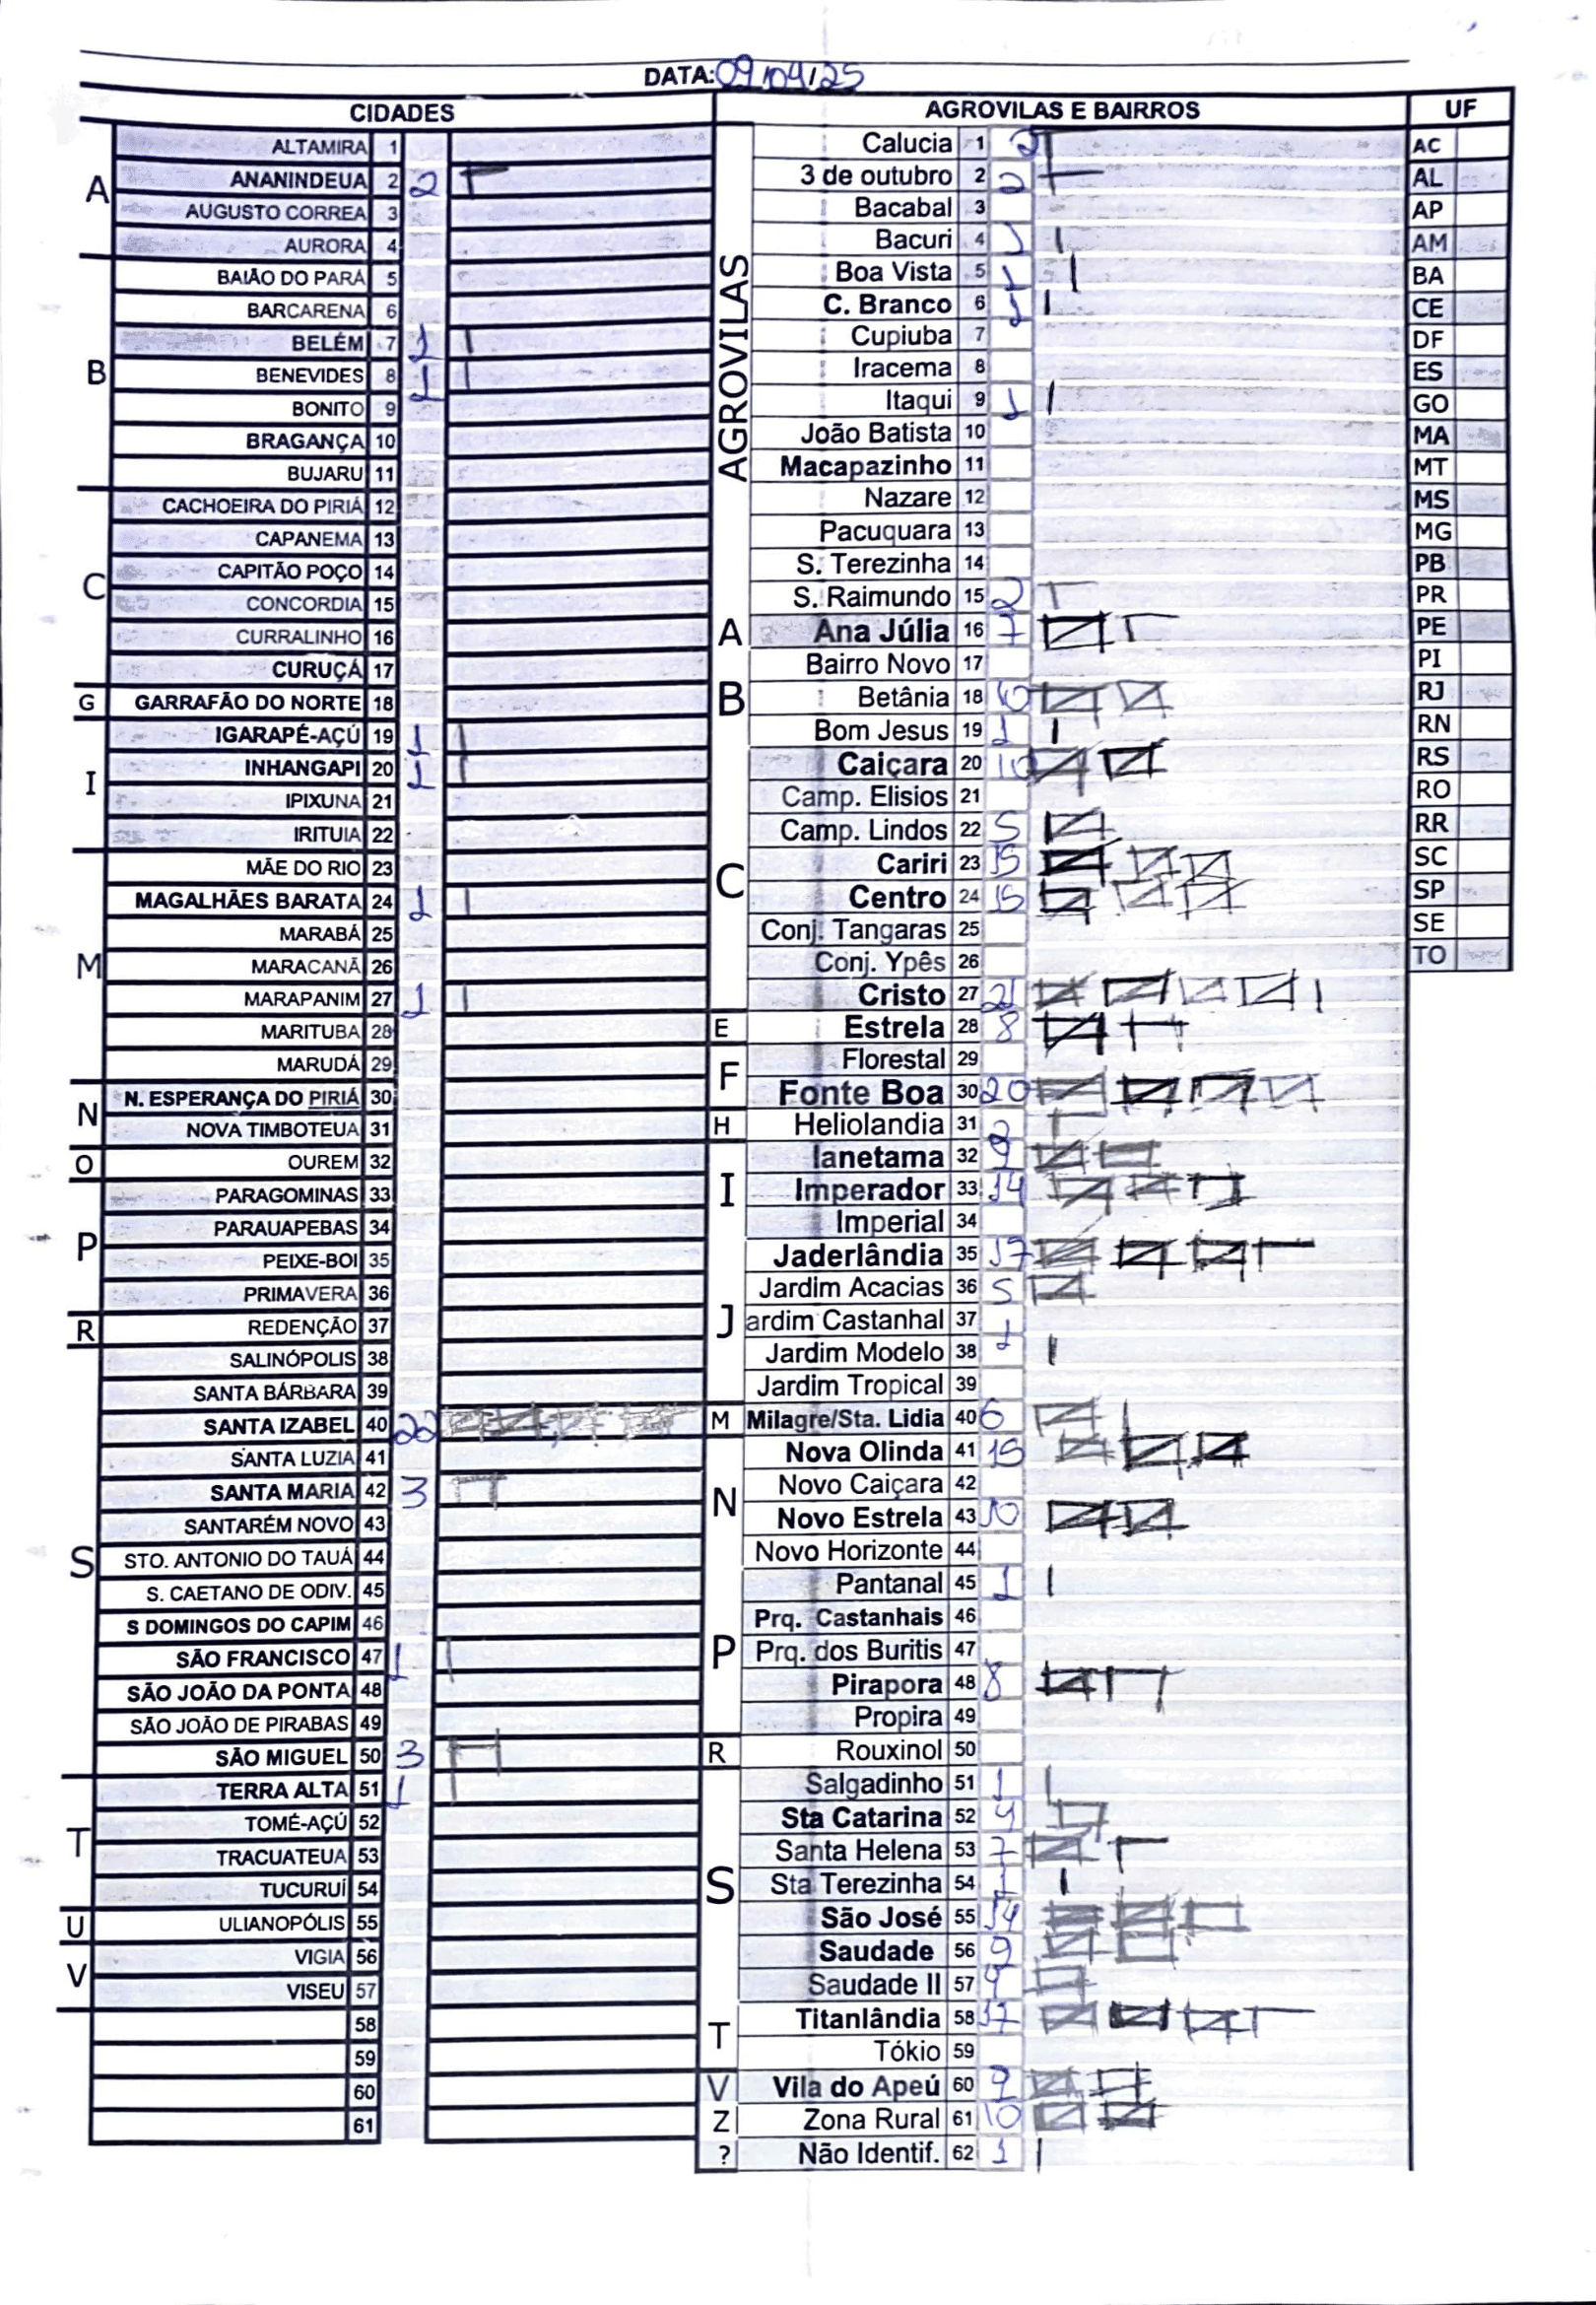 DATA: 09/04/25
CIDADES
A
ALTAMIRA 1
ANANINDEUA 2 2
AUGUSTO CORREA 3
AURORA 4
B
BAIÃO DO PARÁ 5
BARCARENA 6
BELÉM 7 1
BENEVIDES 8 1
BONITO 9
BRAGANÇA 10
BUJARU 11
C
CACHOEIRA DO PIRIÁ 12
CAPANEMA 13
CAPITÃO POÇO 14
CONCORDIA 15
CURRALINHO 16
CURUÇÁ 17
G
GARRAFÃO DO NORTE 18
I
IGARAPÉ-AÇÚ 19 1
INHANGAPI 20 1
IPIXUNA 21
IRITUIA 22
M
MÃE DO RIO 23
MAGALHÃES BARATA 24 1
MARABÁ 25
MARACANÃ 26
MARAPANIM 27 1
MARITUBA 28
MARUDÁ 29
N
N. ESPERANÇA DO PIRIÁ 30
NOVA TIMBOTEUA 31
O
OUREM 32
P
PARAGOMINAS 33
PARAUAPEBAS 34
PEIXE-BOI 35
PRIMAVERA 36
R
REDENÇÃO 37
S
SALINÓPOLIS 38
SANTA BÁRBARA 39
SANTA IZABEL 40 22
SANTA LUZIA 41
SANTA MARIA 42 3
SANTARÉM NOVO 43
STO. ANTONIO DO TAUÁ 44
S. CAETANO DE ODIV. 45
S DOMINGOS DO CAPIM 46
SÃO FRANCISCO 47 1
SÃO JOÃO DA PONTA 48
SÃO JOÃO DE PIRABAS 49
SÃO MIGUEL 50 3
T
TERRA ALTA 51 1
TOMÉ-AÇÚ 52
TRACUATEUA 53
TUCURUÍ 54
U
ULIANOPÓLIS 55
V
VIGIA 56
VISEU 57
58
59
60
61
AGROVILAS E BAIRROS
AGROVILAS
Calucia 1 2
3 de outubro 2 2
Bacabal 3
Bacuri 4 1
Boa Vista 5 1
C. Branco 6 1
Cupiuba 7
Iracema 8
Itaqui 9 1
João Batista 10
Macapazinho 11
Nazare 12
Pacuquara 13
S. Terezinha 14
S. Raimundo 15 2
A
Ana Júlia 16 7
Bairro Novo 17
B
Betânia 18 10
Bom Jesus 19 1
C
Caiçara 20 10
Camp. Elisios 21
Camp. Lindos 22 5
Cariri 23 15
Centro 24 15
Conj. Tangaras 25
Conj. Ypês 26
Cristo 27 21
E
Estrela 28 8
F
Florestal 29
Fonte Boa 30 20
H
Heliolandia 31 2
I
Ianetama 32 9
Imperador 33 14
Imperial 34
J
Jaderlândia 35 17
Jardim Acacias 36 5
ardim Castanhal 37
Jardim Modelo 38 1
Jardim Tropical 39
M
Milagre/Sta. Lidia 40 6
N
Nova Olinda 41 15
Novo Caiçara 42
Novo Estrela 43 10
Novo Horizonte 44
P
Pantanal 45 1
Prq. Castanhais 46
Prq. dos Buritis 47
Pirapora 48 8
Propira 49
R
Rouxinol 50
S
Salgadinho 51 1
Sta Catarina 52 4
Santa Helena 53 7
Sta Terezinha 54 1
São José 55 14
Saudade 56 9
Saudade II 57
T
Titanlândia 58 17
Tókio 59
V
Vila do Apeú 60 9
Z
Zona Rural 61 10
?
Não Identif. 62 1
UF
AC
AL
AP
AM
BA
CE
DF
ES
GO
MA
MT
MS
MG
PB
PR
PE
PI
RJ
RN
RS
RO
RR
SC
SP
SE
TO